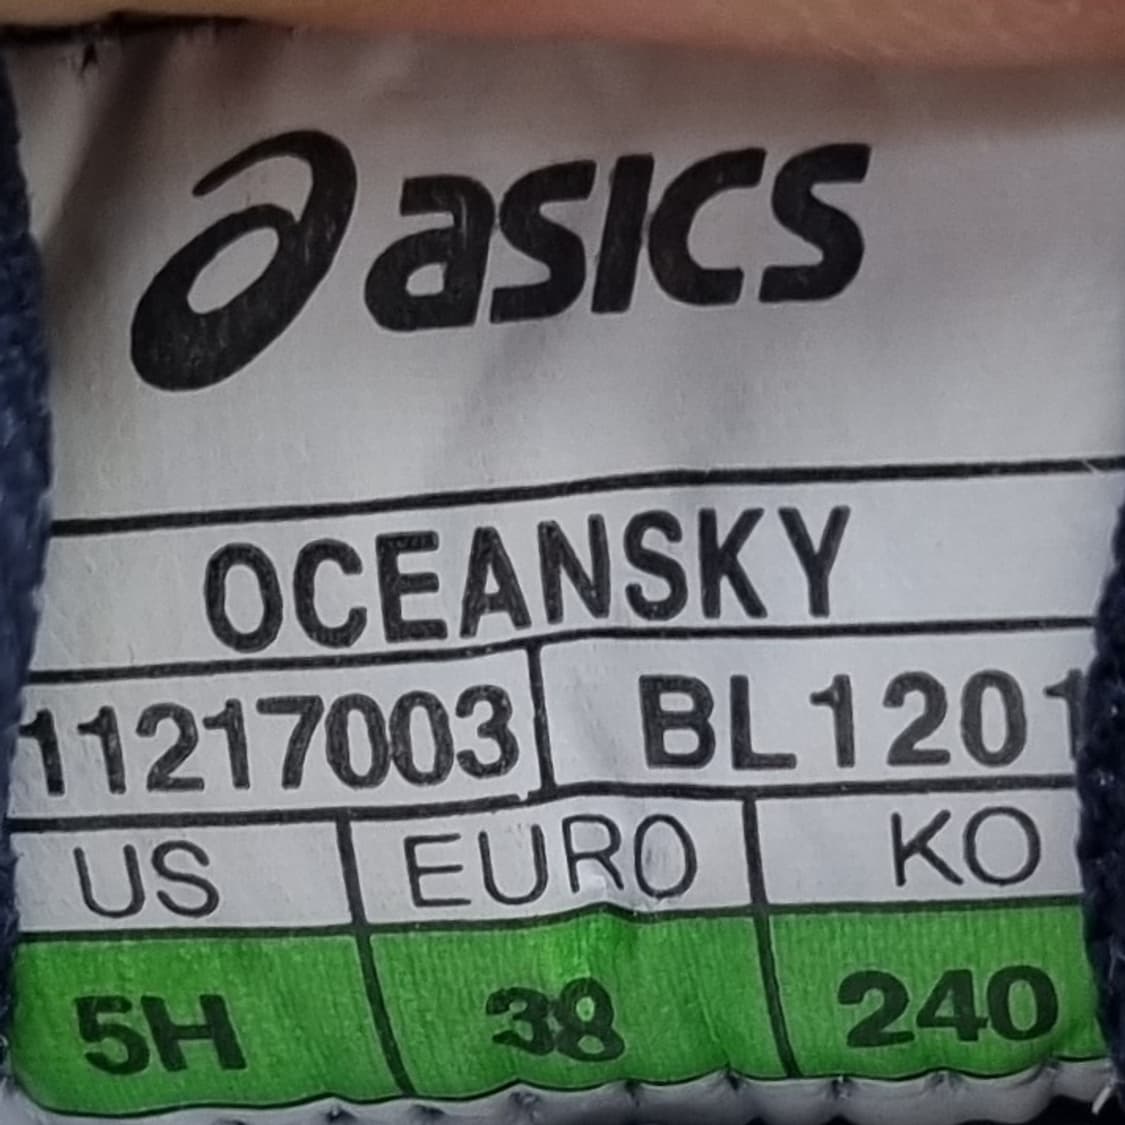 asics
OCEANSKY
11217003 BL1201
US EURO KO
5H 38 240